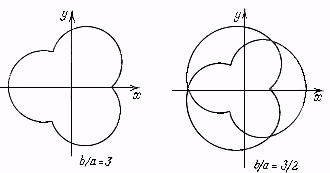 y
x
b/a = 3
y
x
b/a = 3/2